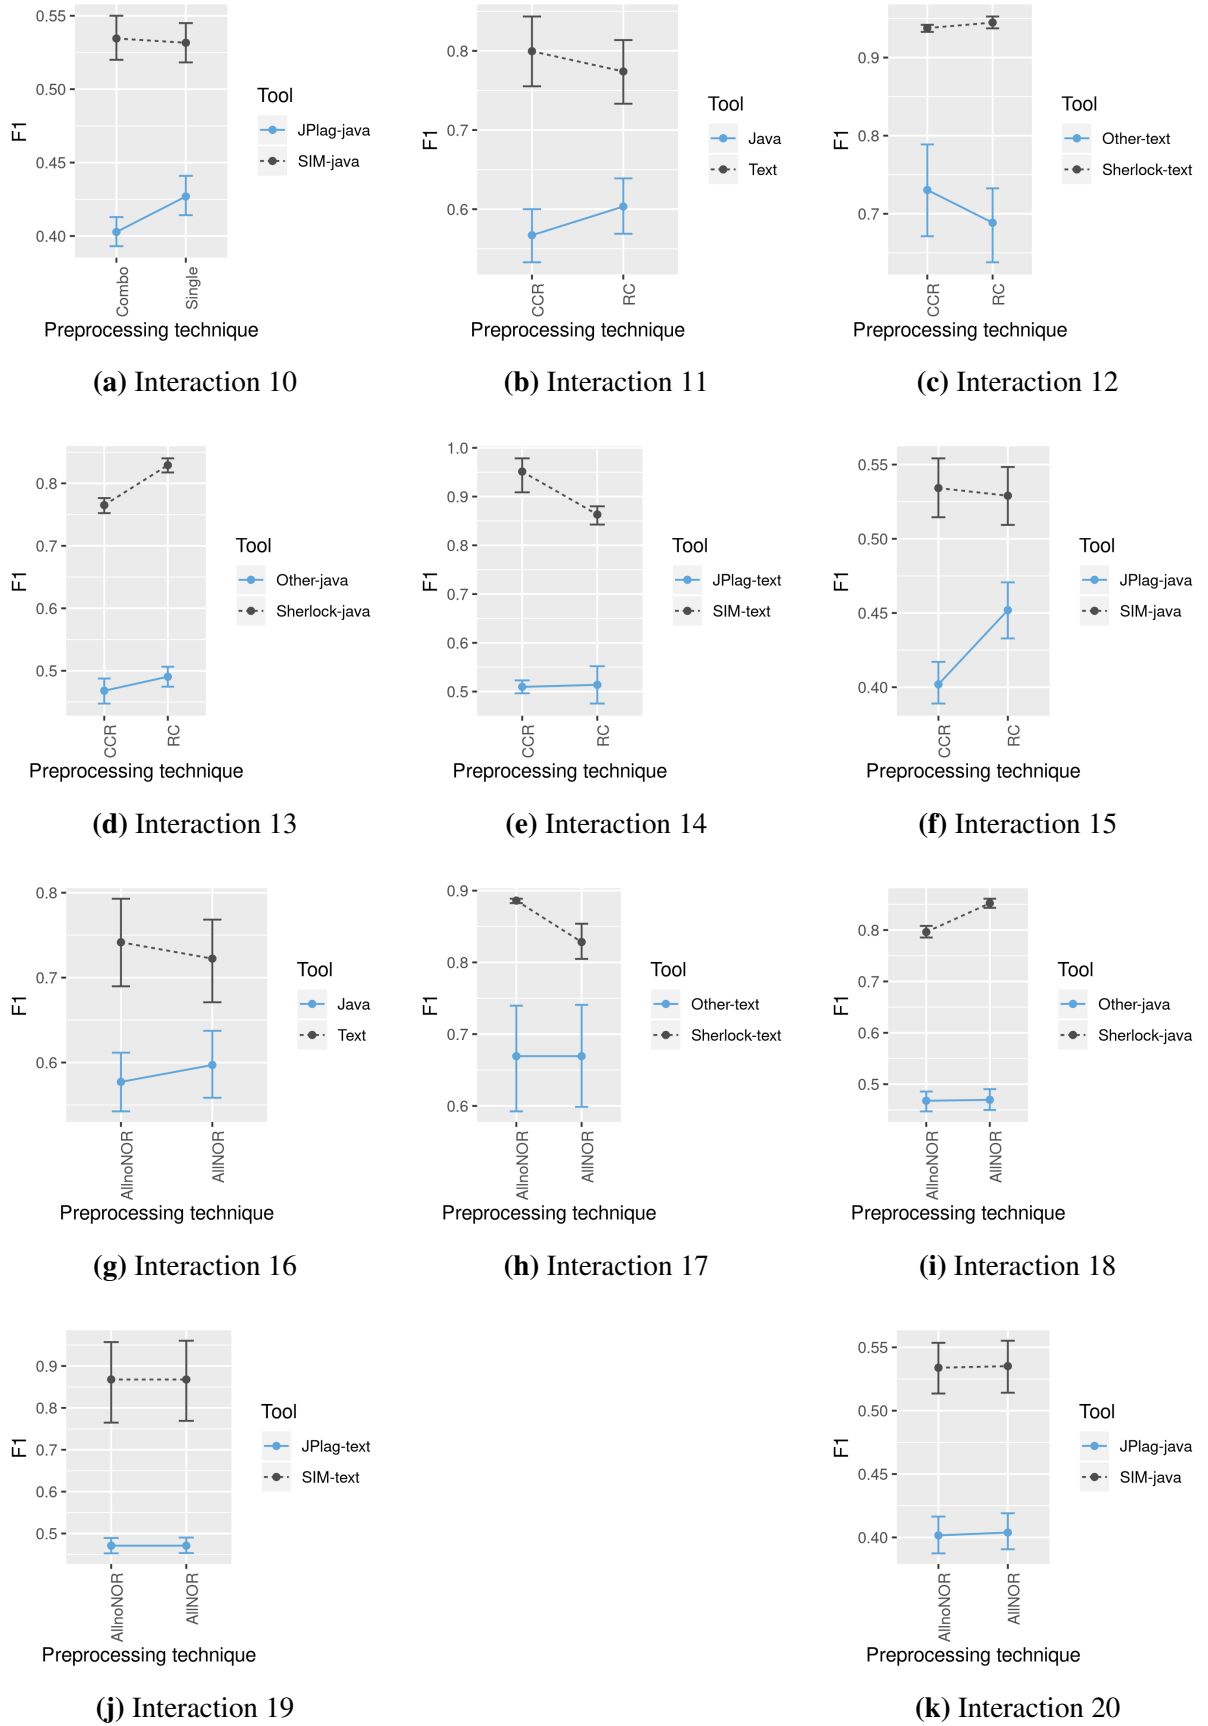 0.55
0.50
0.45
0.40
F1
Combo
Single
Preprocessing technique
Tool
JPlag-java
SIM-java
(a) Interaction 10
0.8
0.7
0.6
F1
CCR
RC
Preprocessing technique
Tool
Java
Text
(b) Interaction 11
0.9
0.8
0.7
F1
CCR
RC
Preprocessing technique
Tool
Other-text
Sherlock-text
(c) Interaction 12
0.8
0.7
0.6
0.5
F1
CCR
RC
Preprocessing technique
Tool
Other-java
Sherlock-java
(d) Interaction 13
1.0
0.9
0.8
0.7
0.6
0.5
F1
CCR
RC
Preprocessing technique
Tool
JPlag-text
SIM-text
(e) Interaction 14
0.55
0.50
0.45
0.40
F1
CCR
RC
Preprocessing technique
Tool
JPlag-java
SIM-java
(f) Interaction 15
0.8
0.7
0.6
F1
AllnoNOR
AllNOR
Preprocessing technique
Tool
Java
Text
(g) Interaction 16
0.9
0.8
0.7
0.6
F1
AllnoNOR
AllNOR
Preprocessing technique
Tool
Other-text
Sherlock-text
(h) Interaction 17
0.8
0.7
0.6
0.5
F1
AllnoNOR
AllNOR
Preprocessing technique
Tool
Other-java
Sherlock-java
(i) Interaction 18
0.9
0.8
0.7
0.6
0.5
F1
AllnoNOR
AllNOR
Preprocessing technique
Tool
JPlag-text
SIM-text
(j) Interaction 19
0.55
0.50
0.45
0.40
F1
AllnoNOR
AllNOR
Preprocessing technique
Tool
JPlag-java
SIM-java
(k) Interaction 20